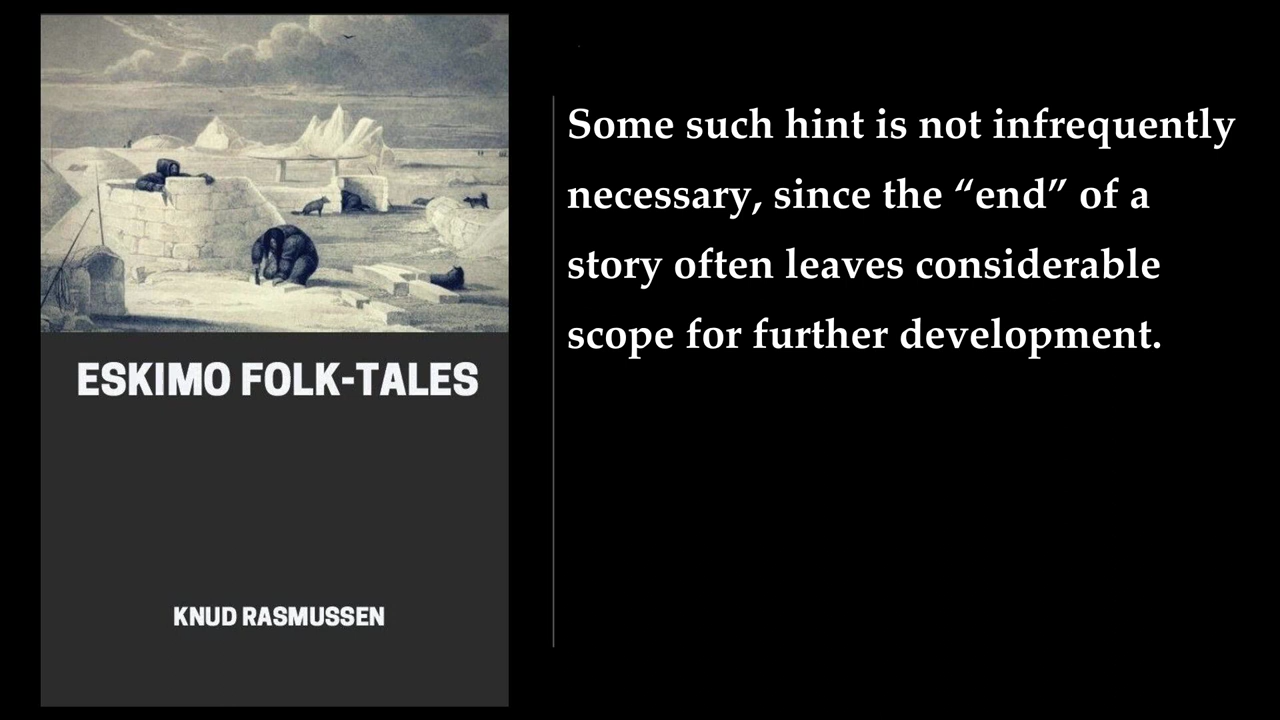 ESKIMO FOLK-TALES
KNUD RASMUSSEN
Some such hint is not infrequently
necessary, since the “end” of a
story often leaves considerable
scope for further development.